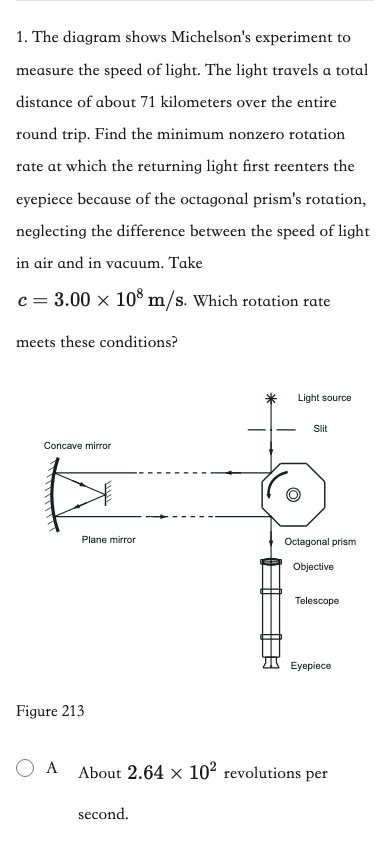 1. The diagram shows Michelson's experiment to
measure the speed of light. The light travels a total
distance of about 71 kilometers over the entire
round trip. Find the minimum nonzero rotation
rate at which the returning light first reenters the
eyepiece because of the octagonal prism's rotation,
neglecting the difference between the speed of light
in air and in vacuum. Take
c = 3.00 × 10⁸ m/s. Which rotation rate
meets these conditions?
Light source
Slit
Concave mirror
Plane mirror
Octagonal prism
Objective
Telescope
Eyepiece
Figure 213
A About 2.64 × 10² revolutions per
second.